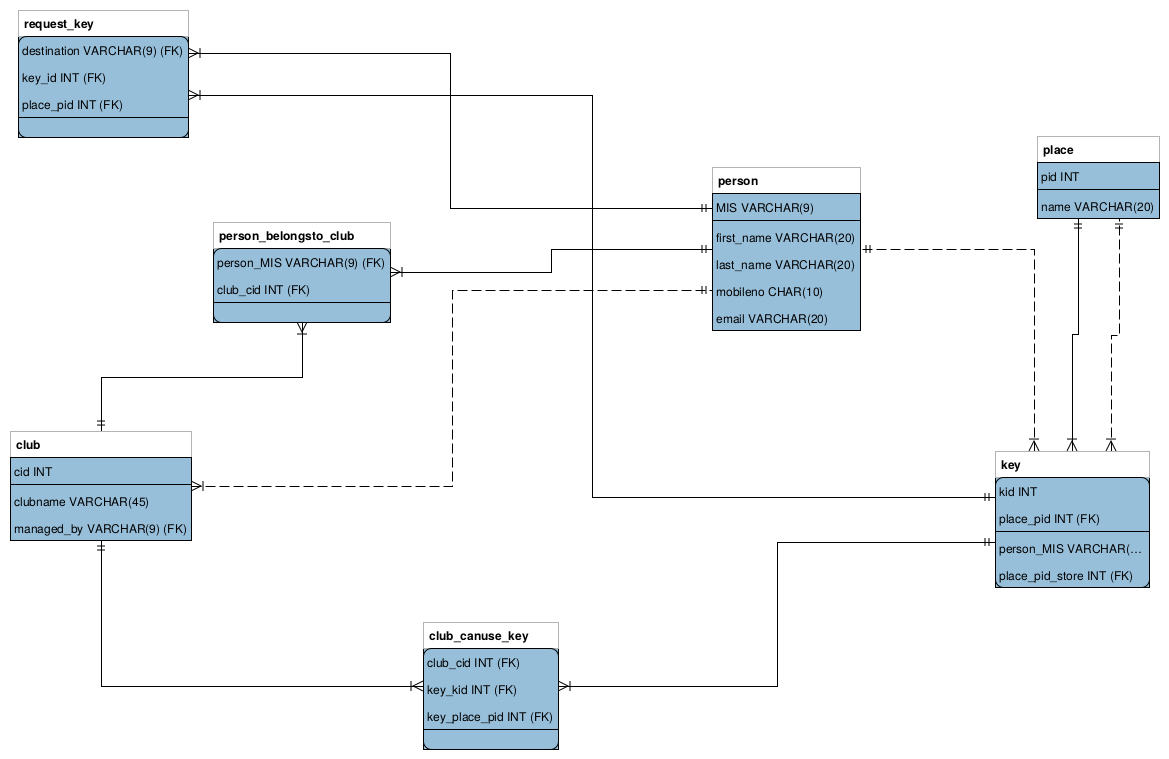 request_key
destination VARCHAR(9) (FK)
key_id INT (FK)
place_pid INT (FK)
place
pid INT
name VARCHAR(20)
person
MIS VARCHAR(9)
first_name VARCHAR(20)
last_name VARCHAR(20)
mobileno CHAR(10)
email VARCHAR(20)
person_belongsto_club
person_MIS VARCHAR(9) (FK)
club_cid INT (FK)
club
cid INT
clubname VARCHAR(45)
managed_by VARCHAR(9) (FK)
key
kid INT
place_pid INT (FK)
person_MIS VARCHAR(...
place_pid_store INT (FK)
club_canuse_key
club_cid INT (FK)
key_kid INT (FK)
key_place_pid INT (FK)